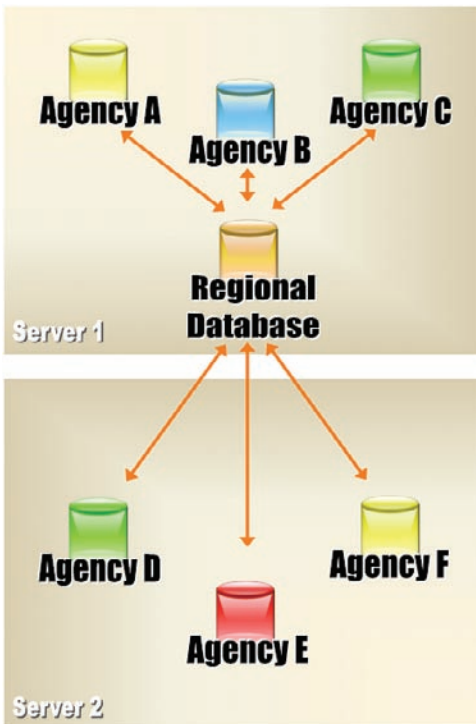 Agency A
Agency B
Agency C
Regional
Database
Server 1
Agency D
Agency E
Agency F
Server 2